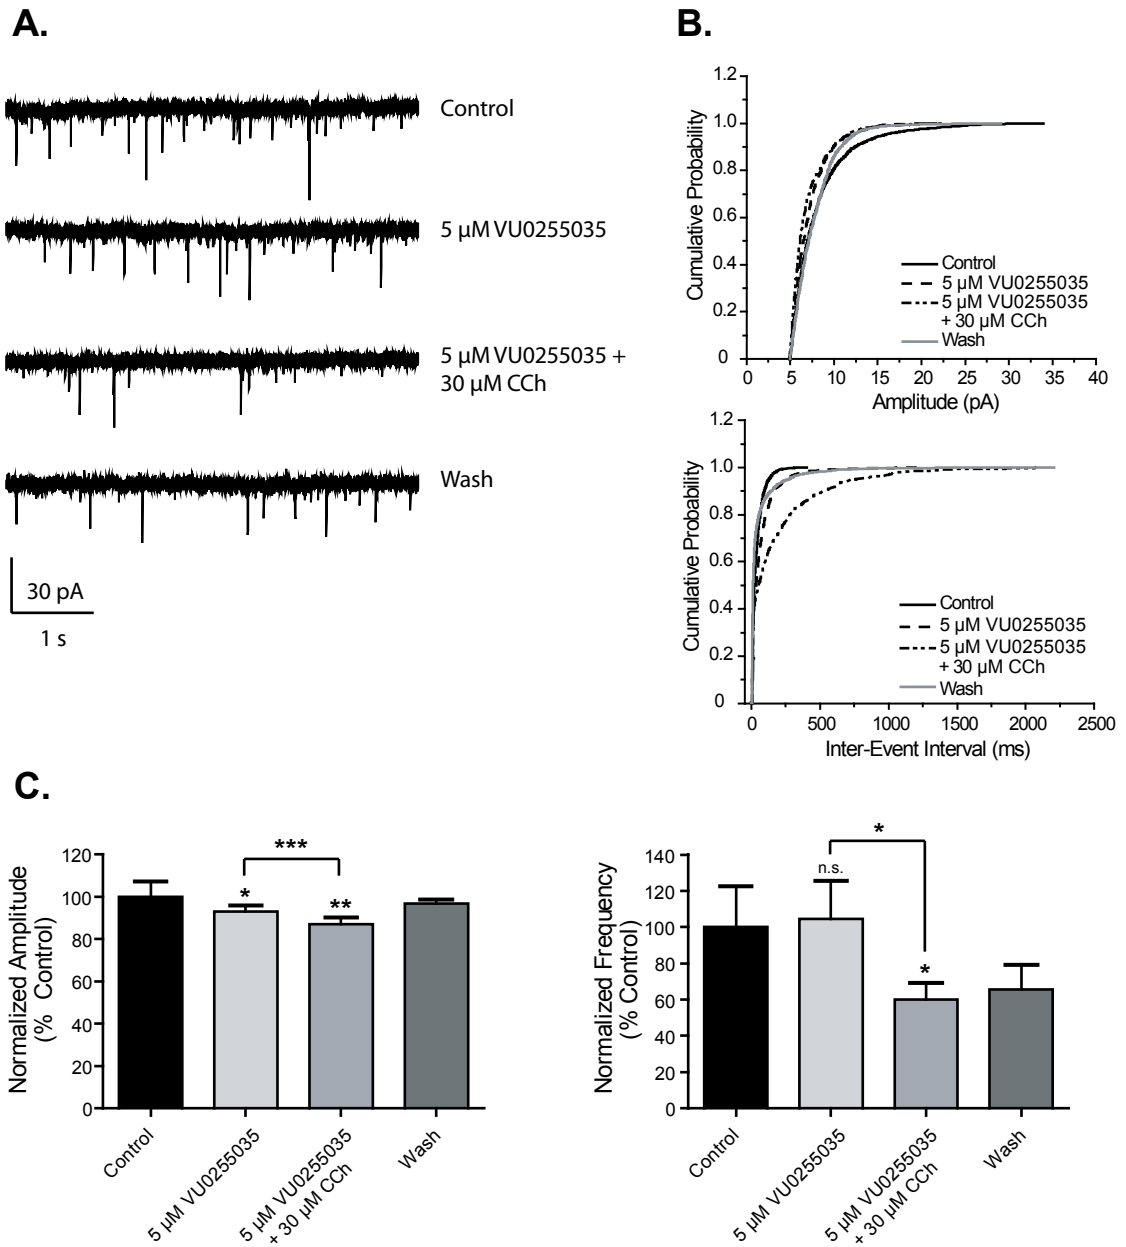 A.
Control
5 µM VU0255035
5 µM VU0255035 +
30 µM CCh
Wash
30 pA
1 s
B.
Cumulative Probability
1.2
1.0
0.8
0.6
0.4
0.2
0
0 5 10 15 20 25 30 35 40
Amplitude (pA)
Control
5 µM VU0255035
5 µM VU0255035
+ 30 µM CCh
Wash
Cumulative Probability
1.2
1.0
0.8
0.6
0.4
0.2
0
0 500 1000 1500 2000 2500
Inter-Event Interval (ms)
Control
5 µM VU0255035
5 µM VU0255035
+ 30 µM CCh
Wash
C.
Normalized Amplitude
(% Control)
120
100
80
60
40
20
0
***
*
**
Control
5 µM VU0255035
5 µM VU0255035
+ 30 µM CCh
Wash
Normalized Frequency
(% Control)
140
120
100
80
60
40
20
0
*
n.s.
*
Control
5 µM VU0255035
5 µM VU0255035
+ 30 µM CCh
Wash